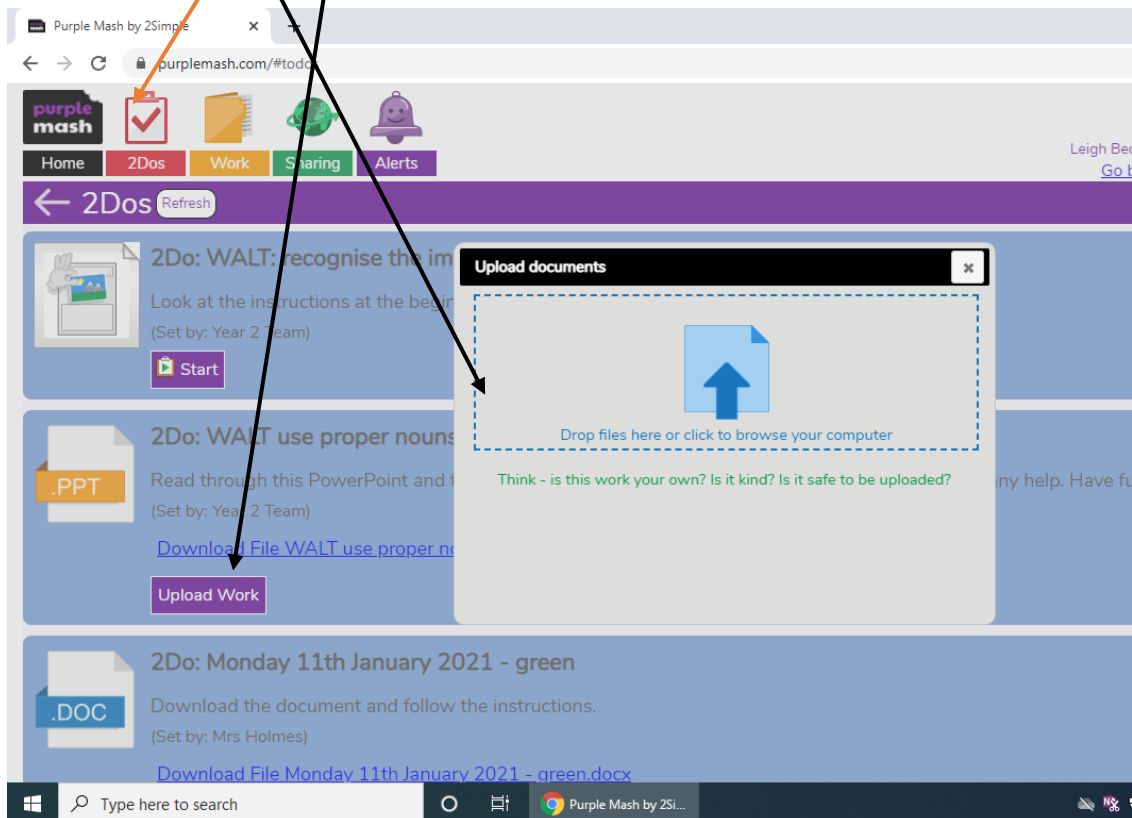 Purple Mash by 2Simple
purplemash.com/#todo
purple
mash
Home
2Dos
Work
Sharing
Alerts
Leigh Bec
Go b
2Dos
Refresh
2Do: WALT: recognise the im
Look at the instructions at the begin
(Set by: Year 2 Team)
Start
Upload documents
Drop files here or click to browse your computer
Think - is this work your own? Is it kind? Is it safe to be uploaded?
.PPT
2Do: WALT use proper nouns
Read through this PowerPoint and t
ny help. Have fu
(Set by: Year 2 Team)
Download File WALT use proper no
Upload Work
.DOC
2Do: Monday 11th January 2021 - green
Download the document and follow the instructions.
(Set by: Mrs Holmes)
Download File Monday 11th January 2021 - green.docx
Type here to search
Purple Mash by 2Si...